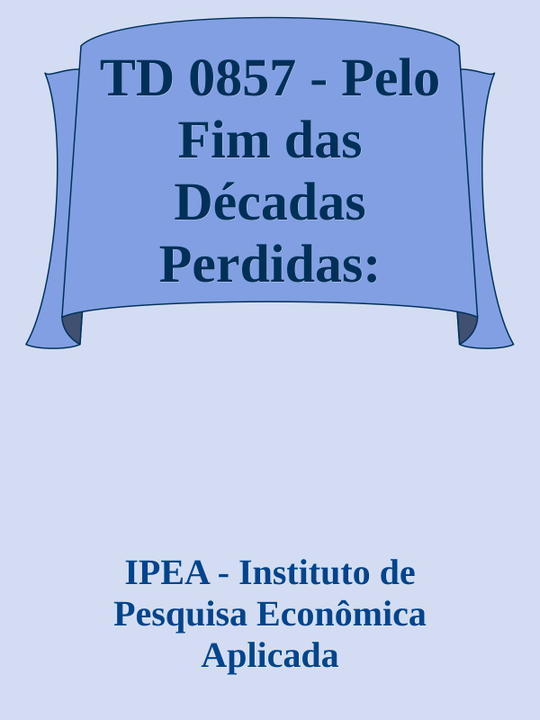 TD 0857 - Pelo
Fim das
Décadas
Perdidas:
IPEA - Instituto de
Pesquisa Econômica
Aplicada